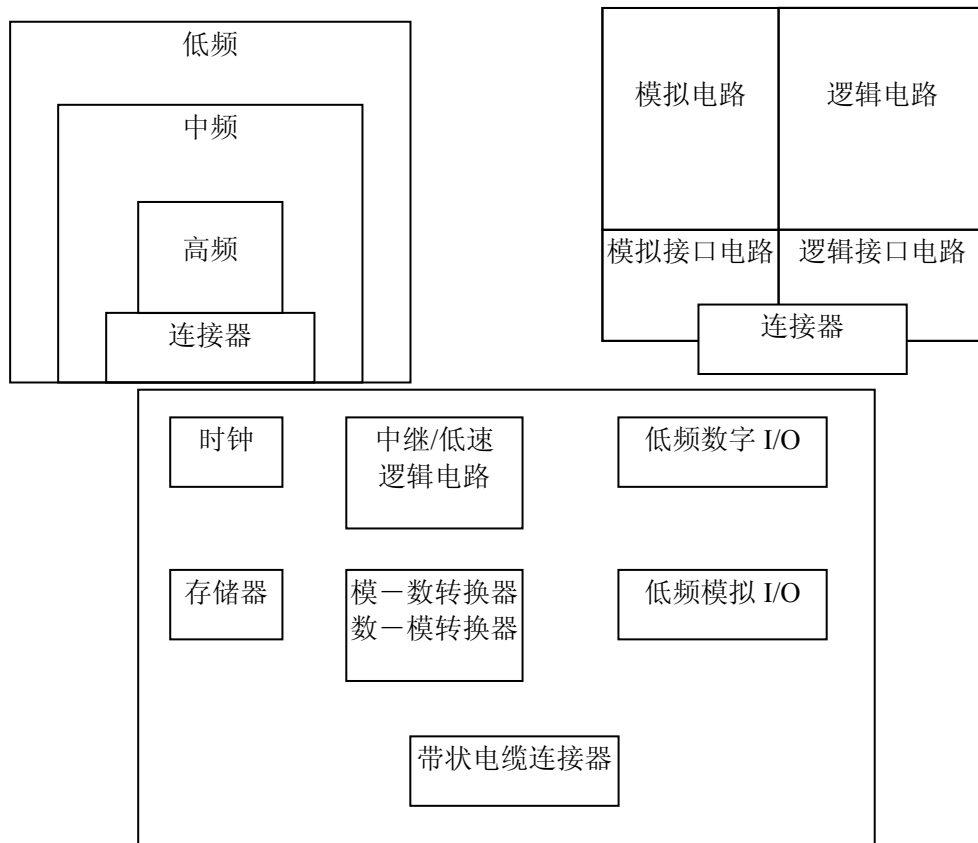 低频
中频
高频
连接器
模拟电路
逻辑电路
模拟接口电路
逻辑接口电路
连接器
时钟
中继/低速
逻辑电路
低频数字 I/O
存储器
模－数转换器
数－模转换器
低频模拟 I/O
带状电缆连接器